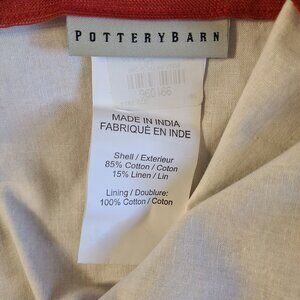 POTTERYBARN
MADE IN INDIA
FABRIQUÉ EN INDE
Shell / Exterieur
85% Cotton / Coton
15% Linen / Lin
Lining / Doublure:
100% Cotton / Coton